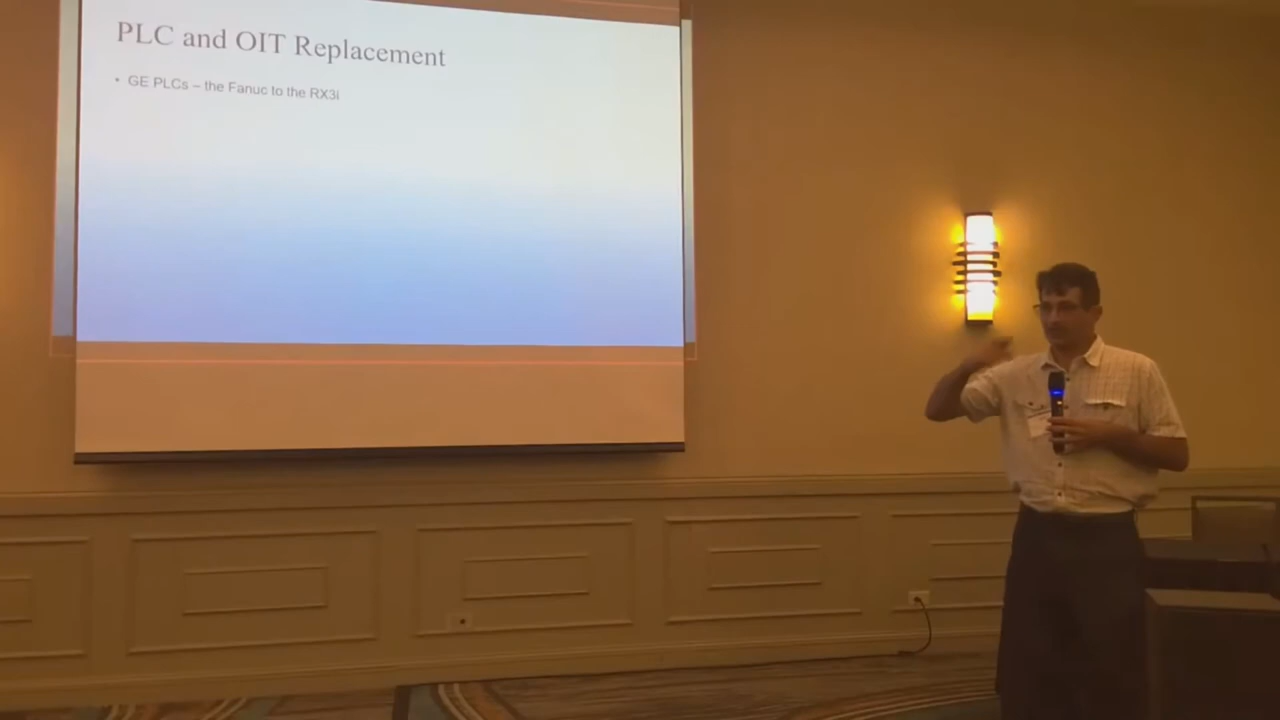 PLC and OIT Replacement
• GE PLCs – the Fanuc to the RX3i